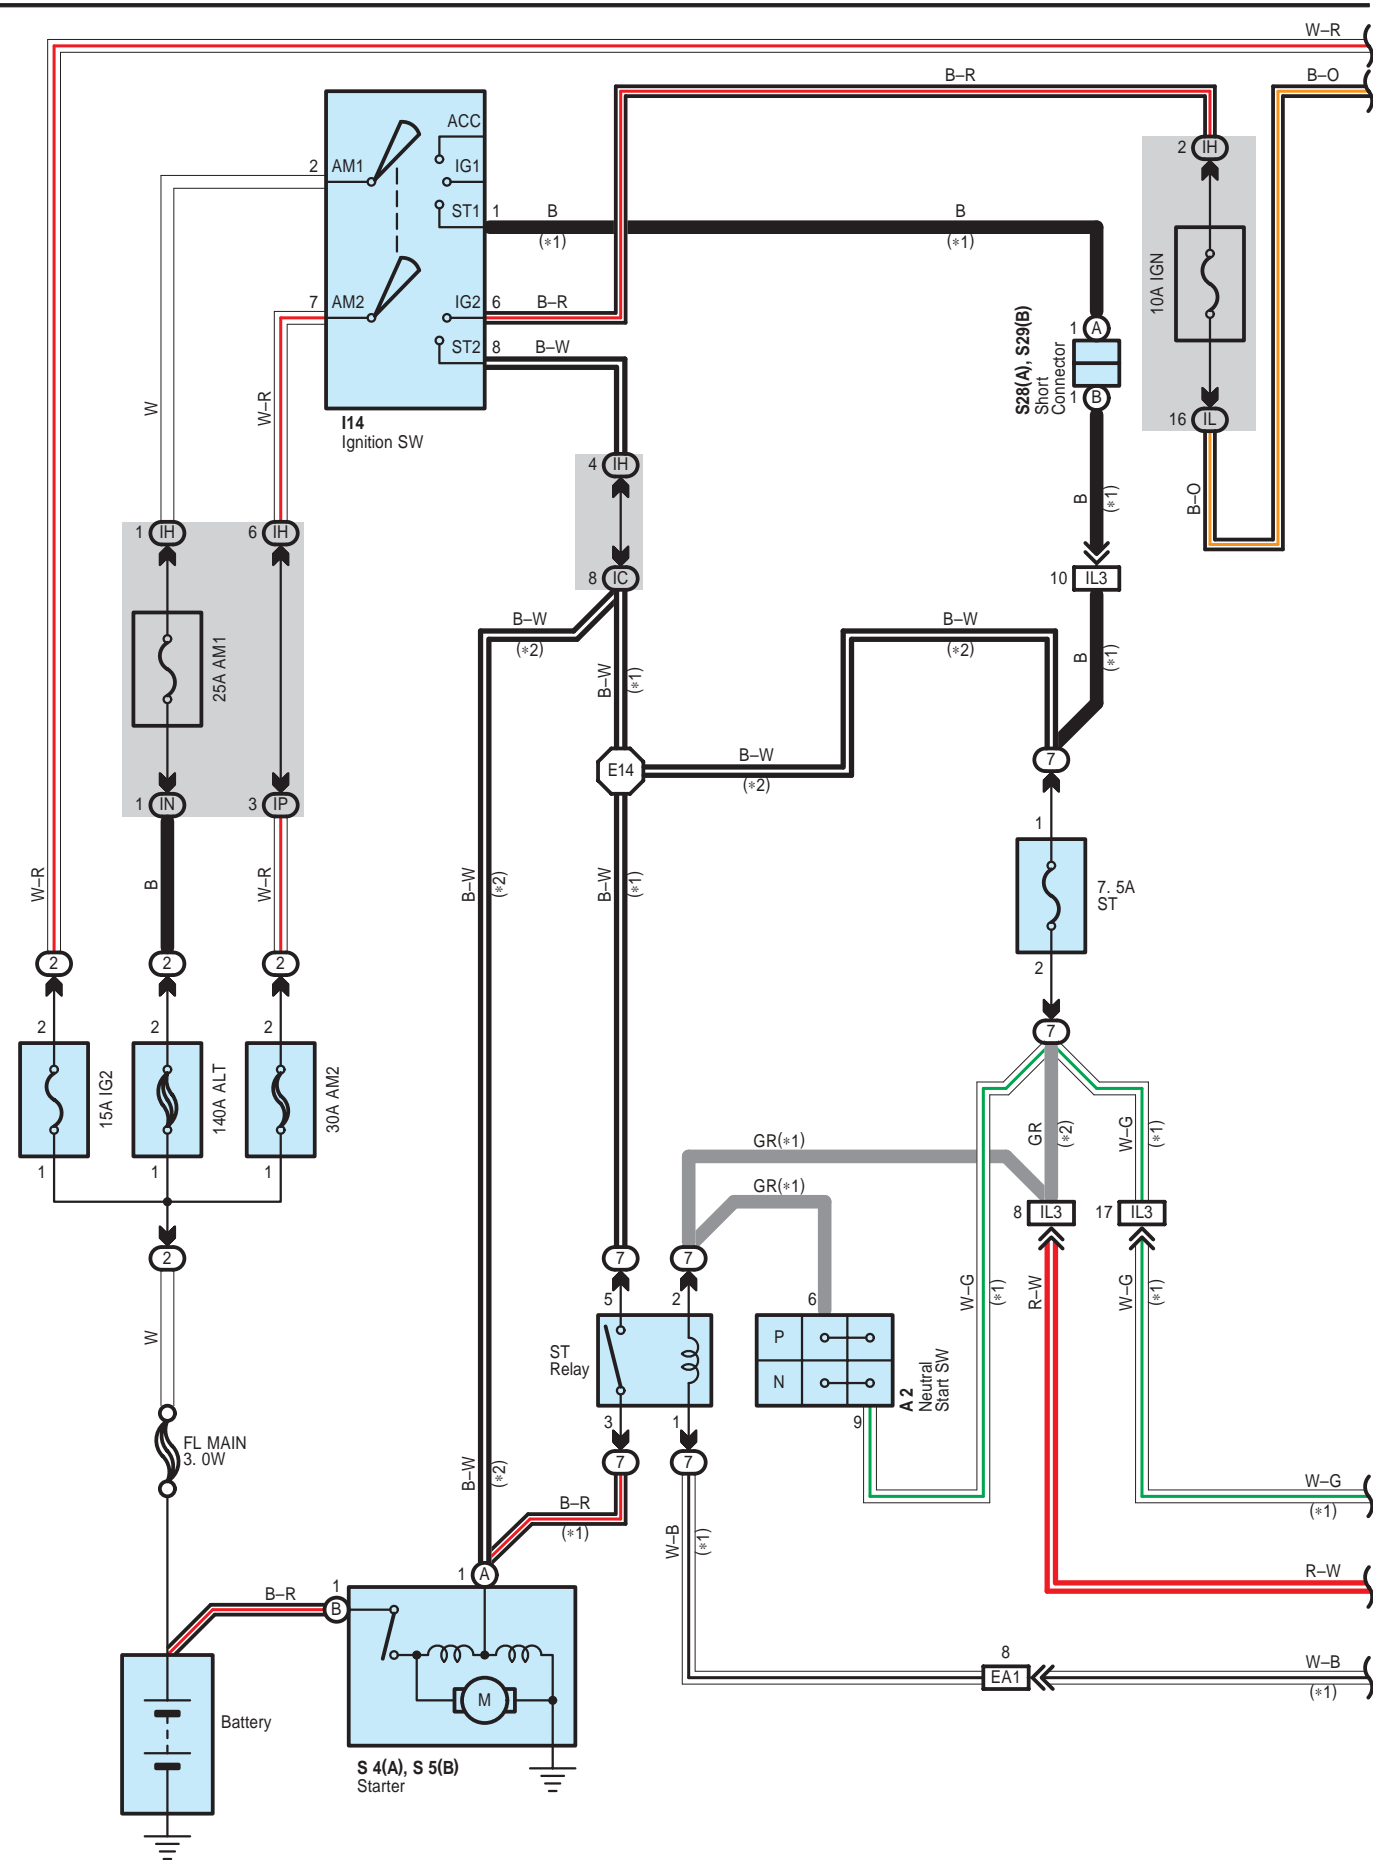 W–R
B–R
B–O
ACC
2 AM1
IG1
2 IH
ST1 1
B
(*1)
B
(*1)
10A IGN
7 AM2
IG2 6
B–R
ST2 8
B–W
1 A
S28(A), S29(B)
Short
Connector
1 B
16 IL
W
W–R
I14
Ignition SW
4 IH
B
(*1)
B–O
1 IH
6 IH
8 IC
10 IL3
B–W
(*2)
B–W
(*2)
25A AM1
B–W
(*1)
B
(*1)
E14
B–W
(*2)
7
1 IN
3 IP
1
W–R
B
W–R
B–W
(*2)
B–W
(*1)
7. 5A
ST
2
2
2
2
7
2
2
2
15A IG2
140A ALT
30A AM2
GR(*1)
GR
(*2)
W–G
(*1)
1
1
1
GR(*1)
8 IL3
17 IL3
2
7
7
W
5
2
6
W–G
(*1)
R–W
W–G
(*1)
ST
Relay
P
N
A 2
Neutral
Start SW
3
1
9
FL MAIN
3. 0W
7
7
B–W
(*2)
B–R
(*1)
W–B
(*1)
W–G
(*1)
1 A
R–W
1
B
B–R
8
EA1
W–B
(*1)
M
Battery
S 4(A), S 5(B)
Starter